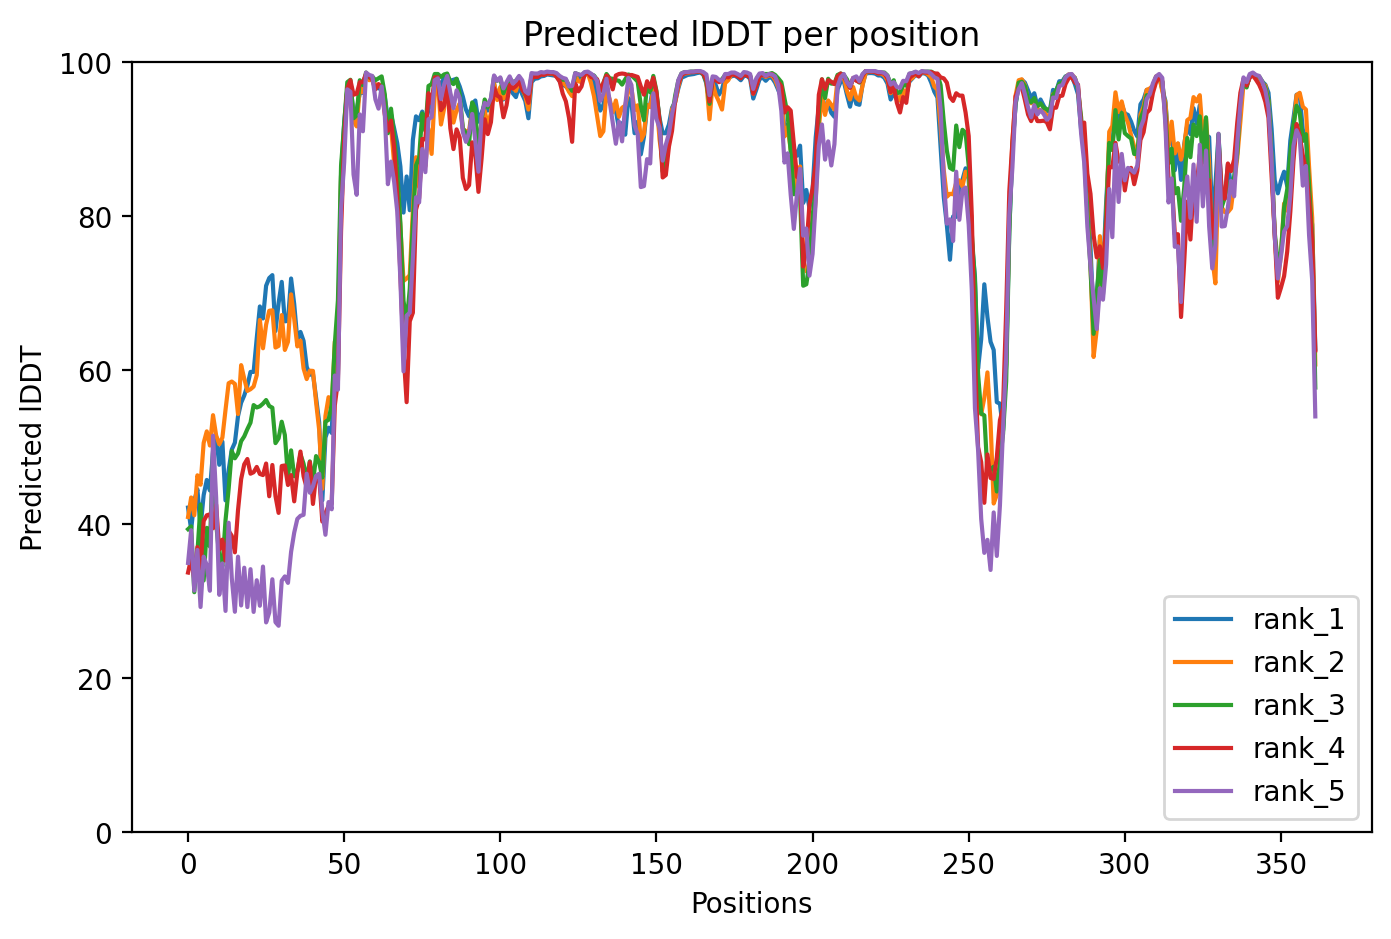 Predicted lDDT per position
100
80
60
40
20
0
Predicted lDDT
0 50 100 150 200 250 300 350
Positions
rank_1
rank_2
rank_3
rank_4
rank_5